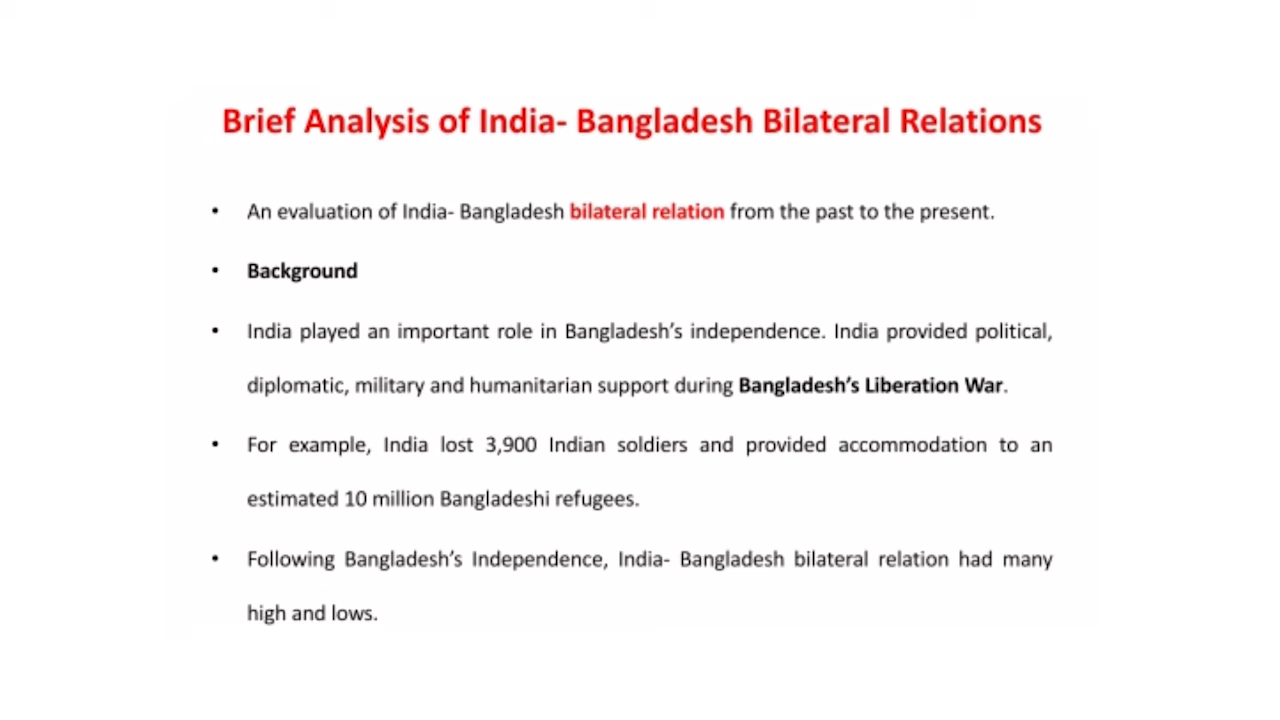 Brief Analysis of India- Bangladesh Bilateral Relations
• An evaluation of India- Bangladesh bilateral relation from the past to the present.
• Background
• India played an important role in Bangladesh’s independence. India provided political,
diplomatic, military and humanitarian support during Bangladesh’s Liberation War.
• For example, India lost 3,900 Indian soldiers and provided accommodation to an
estimated 10 million Bangladeshi refugees.
• Following Bangladesh’s Independence, India- Bangladesh bilateral relation had many
high and lows.